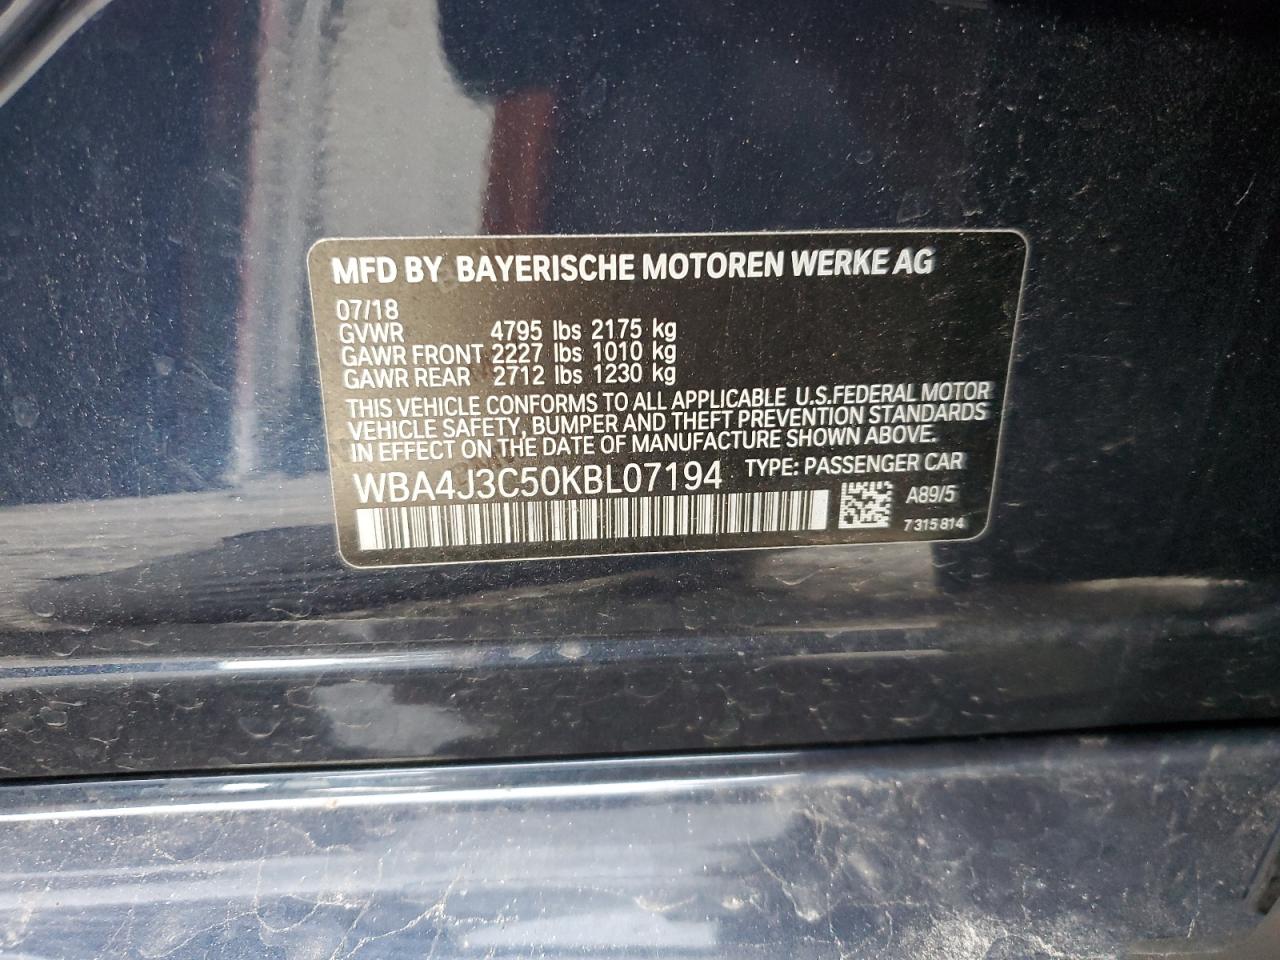 MFD BY BAYERISCHE MOTOREN WERKE AG
07/18
GVWR 4795 lbs 2175 kg
GAWR FRONT 2227 lbs 1010 kg
GAWR REAR 2712 lbs 1230 kg
THIS VEHICLE CONFORMS TO ALL APPLICABLE U.S.FEDERAL MOTOR
VEHICLE SAFETY, BUMPER AND THEFT PREVENTION STANDARDS
IN EFFECT ON THE DATE OF MANUFACTURE SHOWN ABOVE.
WBA4J3C50KBL07194 TYPE: PASSENGER CAR
A89/5
7 315 814